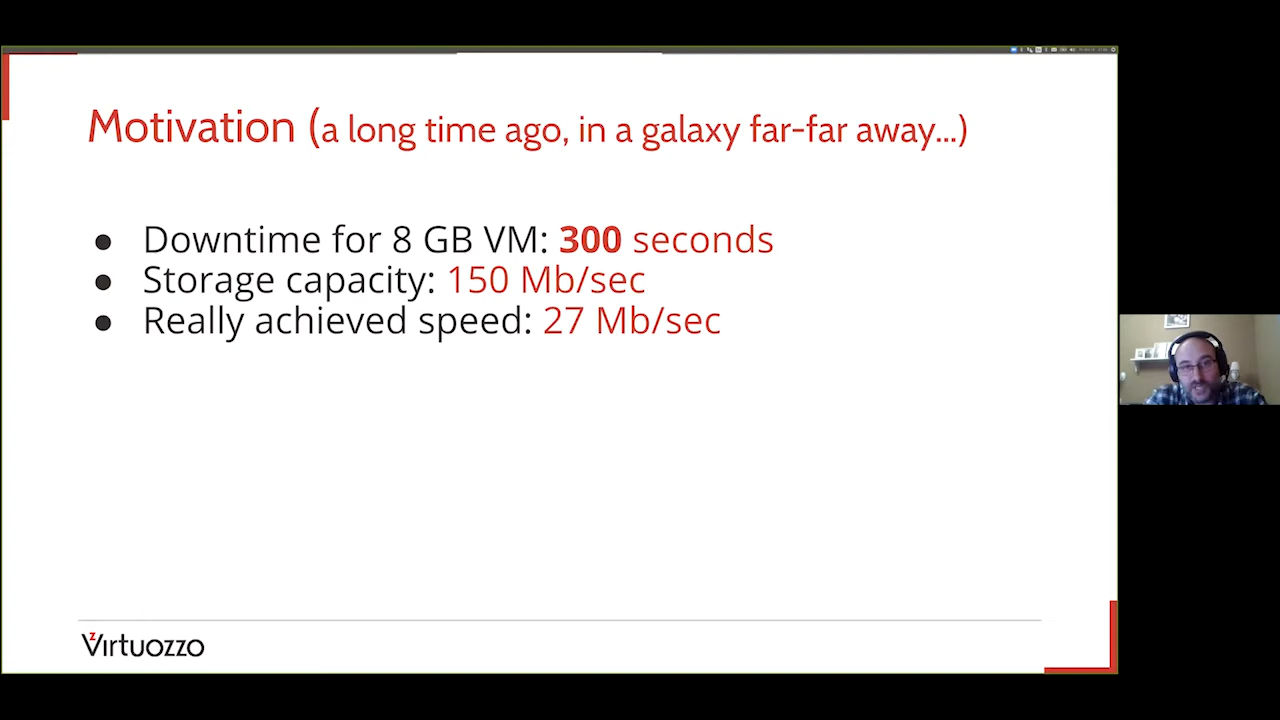 Motivation (a long time ago, in a galaxy far-far away...)
● Downtime for 8 GB VM: 300 seconds
● Storage capacity: 150 Mb/sec
● Really achieved speed: 27 Mb/sec
Virtuozzo